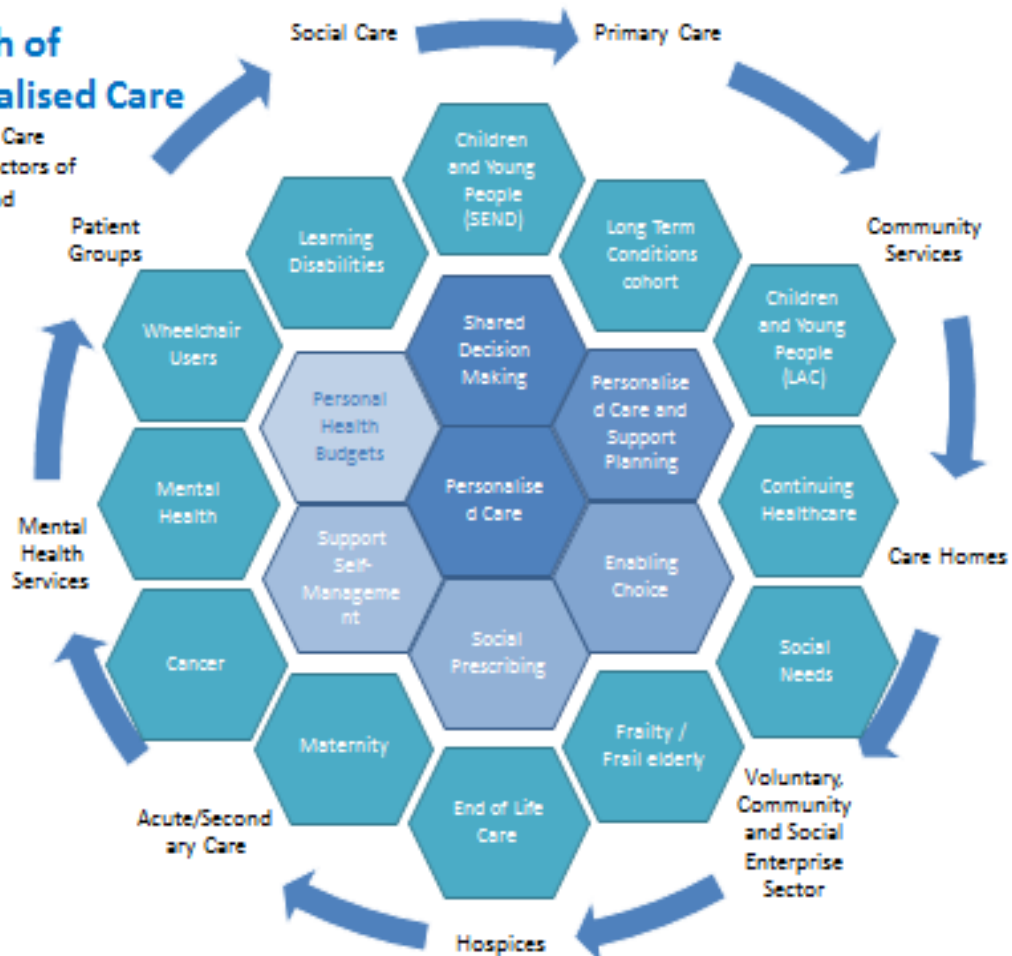 h of
alised Care
Care
ctors of
d
Social Care
Primary Care
Patient
Groups
Community
Services
Care Homes
Voluntary,
Community
and Social
Enterprise
Sector
Hospices
Acute/Second
ary Care
Mental
Health
Services
Children
and Young
People
(SEND)
Learning
Disabilities
Long Term
Conditions
cohort
Wheelchair
Users
Children
and Young
People
(LAC)
Shared
Decision
Making
Personal
Health
Budgets
Personalise
d Care and
Support
Planning
Mental
Health
Personalise
d Care
Continuing
Healthcare
Support
Self-
Manageme
nt
Enabling
Choice
Social
Prescribing
Cancer
Social
Needs
Maternity
Frailty /
Frail elderly
End of Life
Care